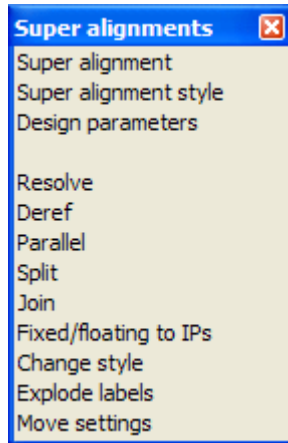 Super alignments
Super alignment
Super alignment style
Design parameters
Resolve
Deref
Parallel
Split
Join
Fixed/floating to IPs
Change style
Explode labels
Move settings